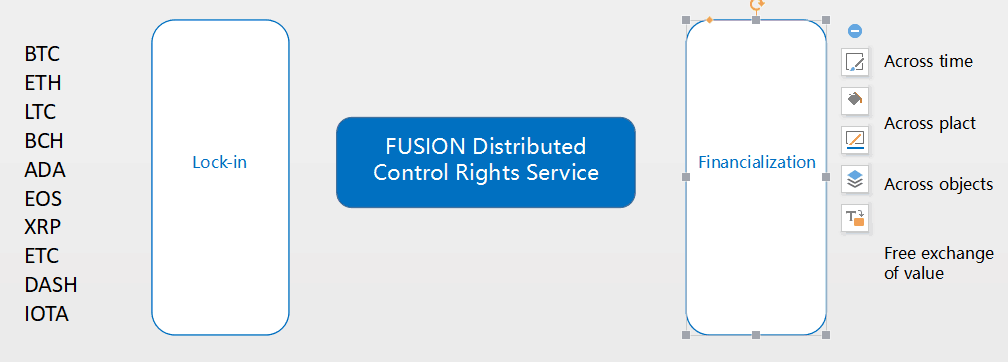 BTC
ETH
LTC
BCH
ADA
EOS
XRP
ETC
DASH
IOTA
Lock-in
FUSION Distributed
Control Rights Service
Financialization
Across time
Across plact
Across objects
Free exchange
of value